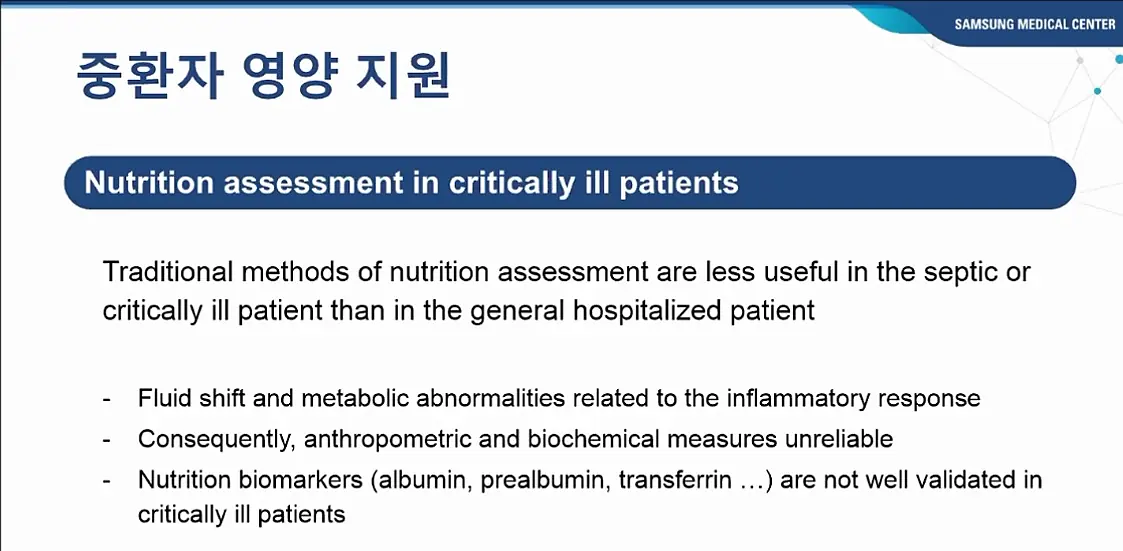 SAMSUNG MEDICAL CENTER
중환자 영양 지원
Nutrition assessment in critically ill patients
Traditional methods of nutrition assessment are less useful in the septic or
critically ill patient than in the general hospitalized patient
- Fluid shift and metabolic abnormalities related to the inflammatory response
- Consequently, anthropometric and biochemical measures unreliable
- Nutrition biomarkers (albumin, prealbumin, transferrin …) are not well validated in
critically ill patients